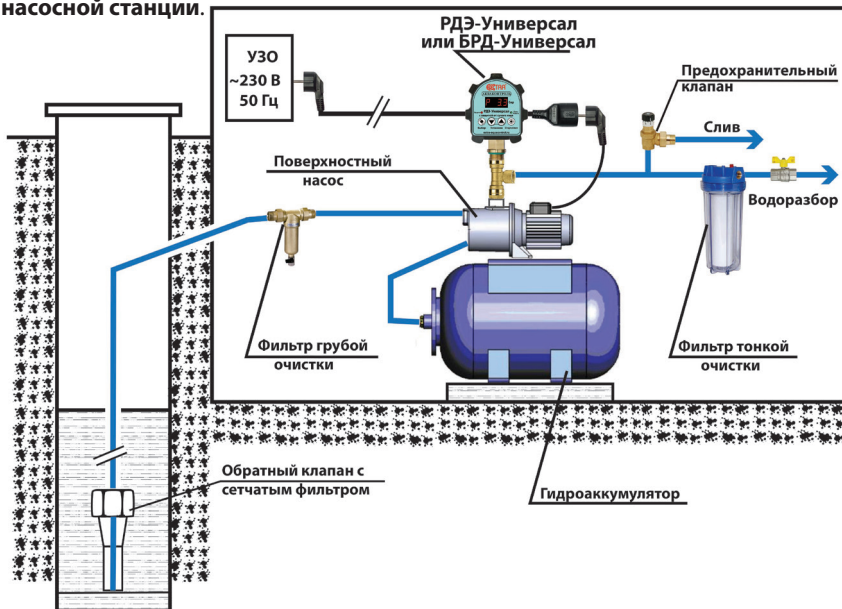 насосной станции.
РДЭ-Универсал
или БРД-Универсал
УЗО
~230 В
50 Гц
Предохранительный
клапан
Слив
Поверхностный
насос
Водоразбор
Фильтр грубой
очистки
Фильтр тонкой
очистки
Обратный клапан с
сетчатым фильтром
Гидроаккумулятор